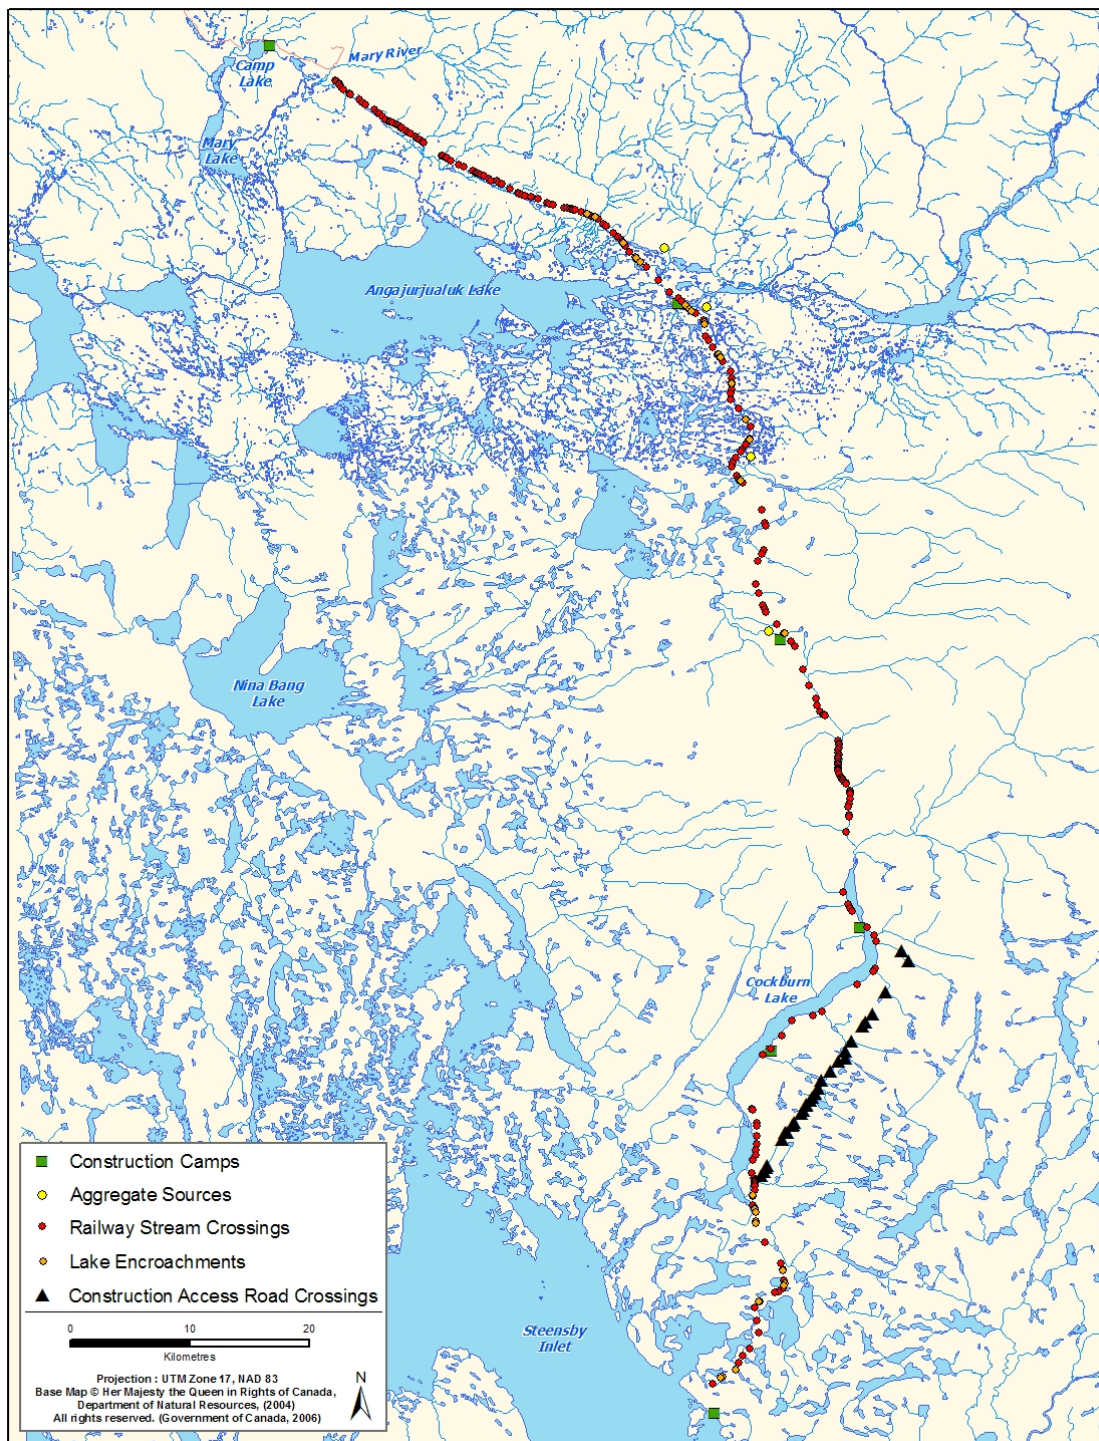 Mary River
Camp
Lake
Mary
Lake
Angajurjualuk Lake
Nina Bang
Lake
Cockburn
Lake
Steensby
Inlet
Construction Camps
Aggregate Sources
Railway Stream Crossings
Lake Encroachments
Construction Access Road Crossings
0 10 20
Kilometres
Projection : UTM Zone 17, NAD 83
Base Map © Her Majesty the Queen in Rights of Canada,
Department of Natural Resources, (2004)
All rights reserved. (Government of Canada, 2006)
N